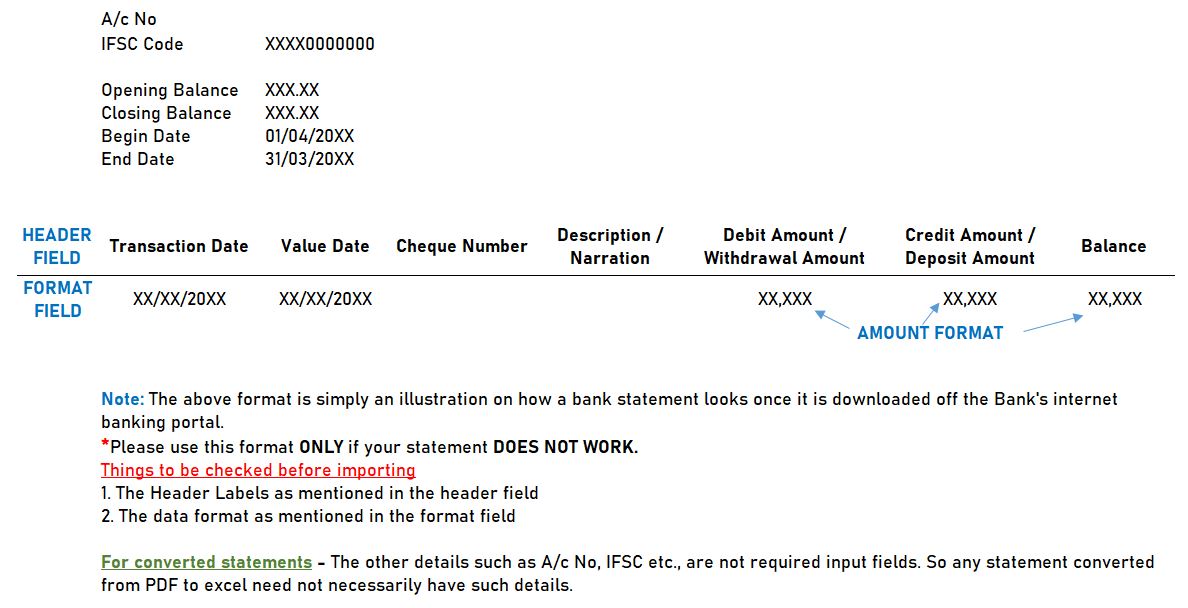 A/c No
IFSC Code XXXX0000000
Opening Balance XXX.XX
Closing Balance XXX.XX
Begin Date 01/04/20XX
End Date 31/03/20XX
HEADER FIELD Transaction Date Value Date Cheque Number Description / Narration Debit Amount / Withdrawal Amount Credit Amount / Deposit Amount Balance
FORMAT FIELD XX/XX/20XX XX/XX/20XX XX,XXX XX,XXX XX,XXX
AMOUNT FORMAT
Note: The above format is simply an illustration on how a bank statement looks once it is downloaded off the Bank's internet
banking portal.
*Please use this format ONLY if your statement DOES NOT WORK.
Things to be checked before importing
1. The Header Labels as mentioned in the header field
2. The data format as mentioned in the format field
For converted statements - The other details such as A/c No, IFSC etc., are not required input fields. So any statement converted
from PDF to excel need not necessarily have such details.